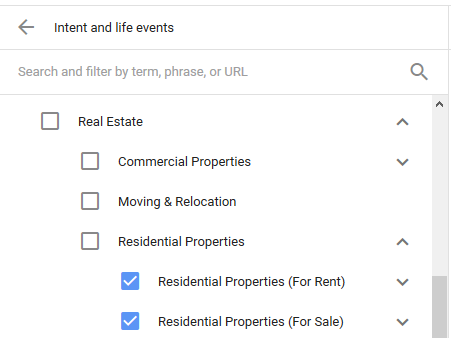 Intent and life events
Search and filter by term, phrase, or URL
Real Estate
Commercial Properties
Moving & Relocation
Residential Properties
Residential Properties (For Rent)
Residential Properties (For Sale)